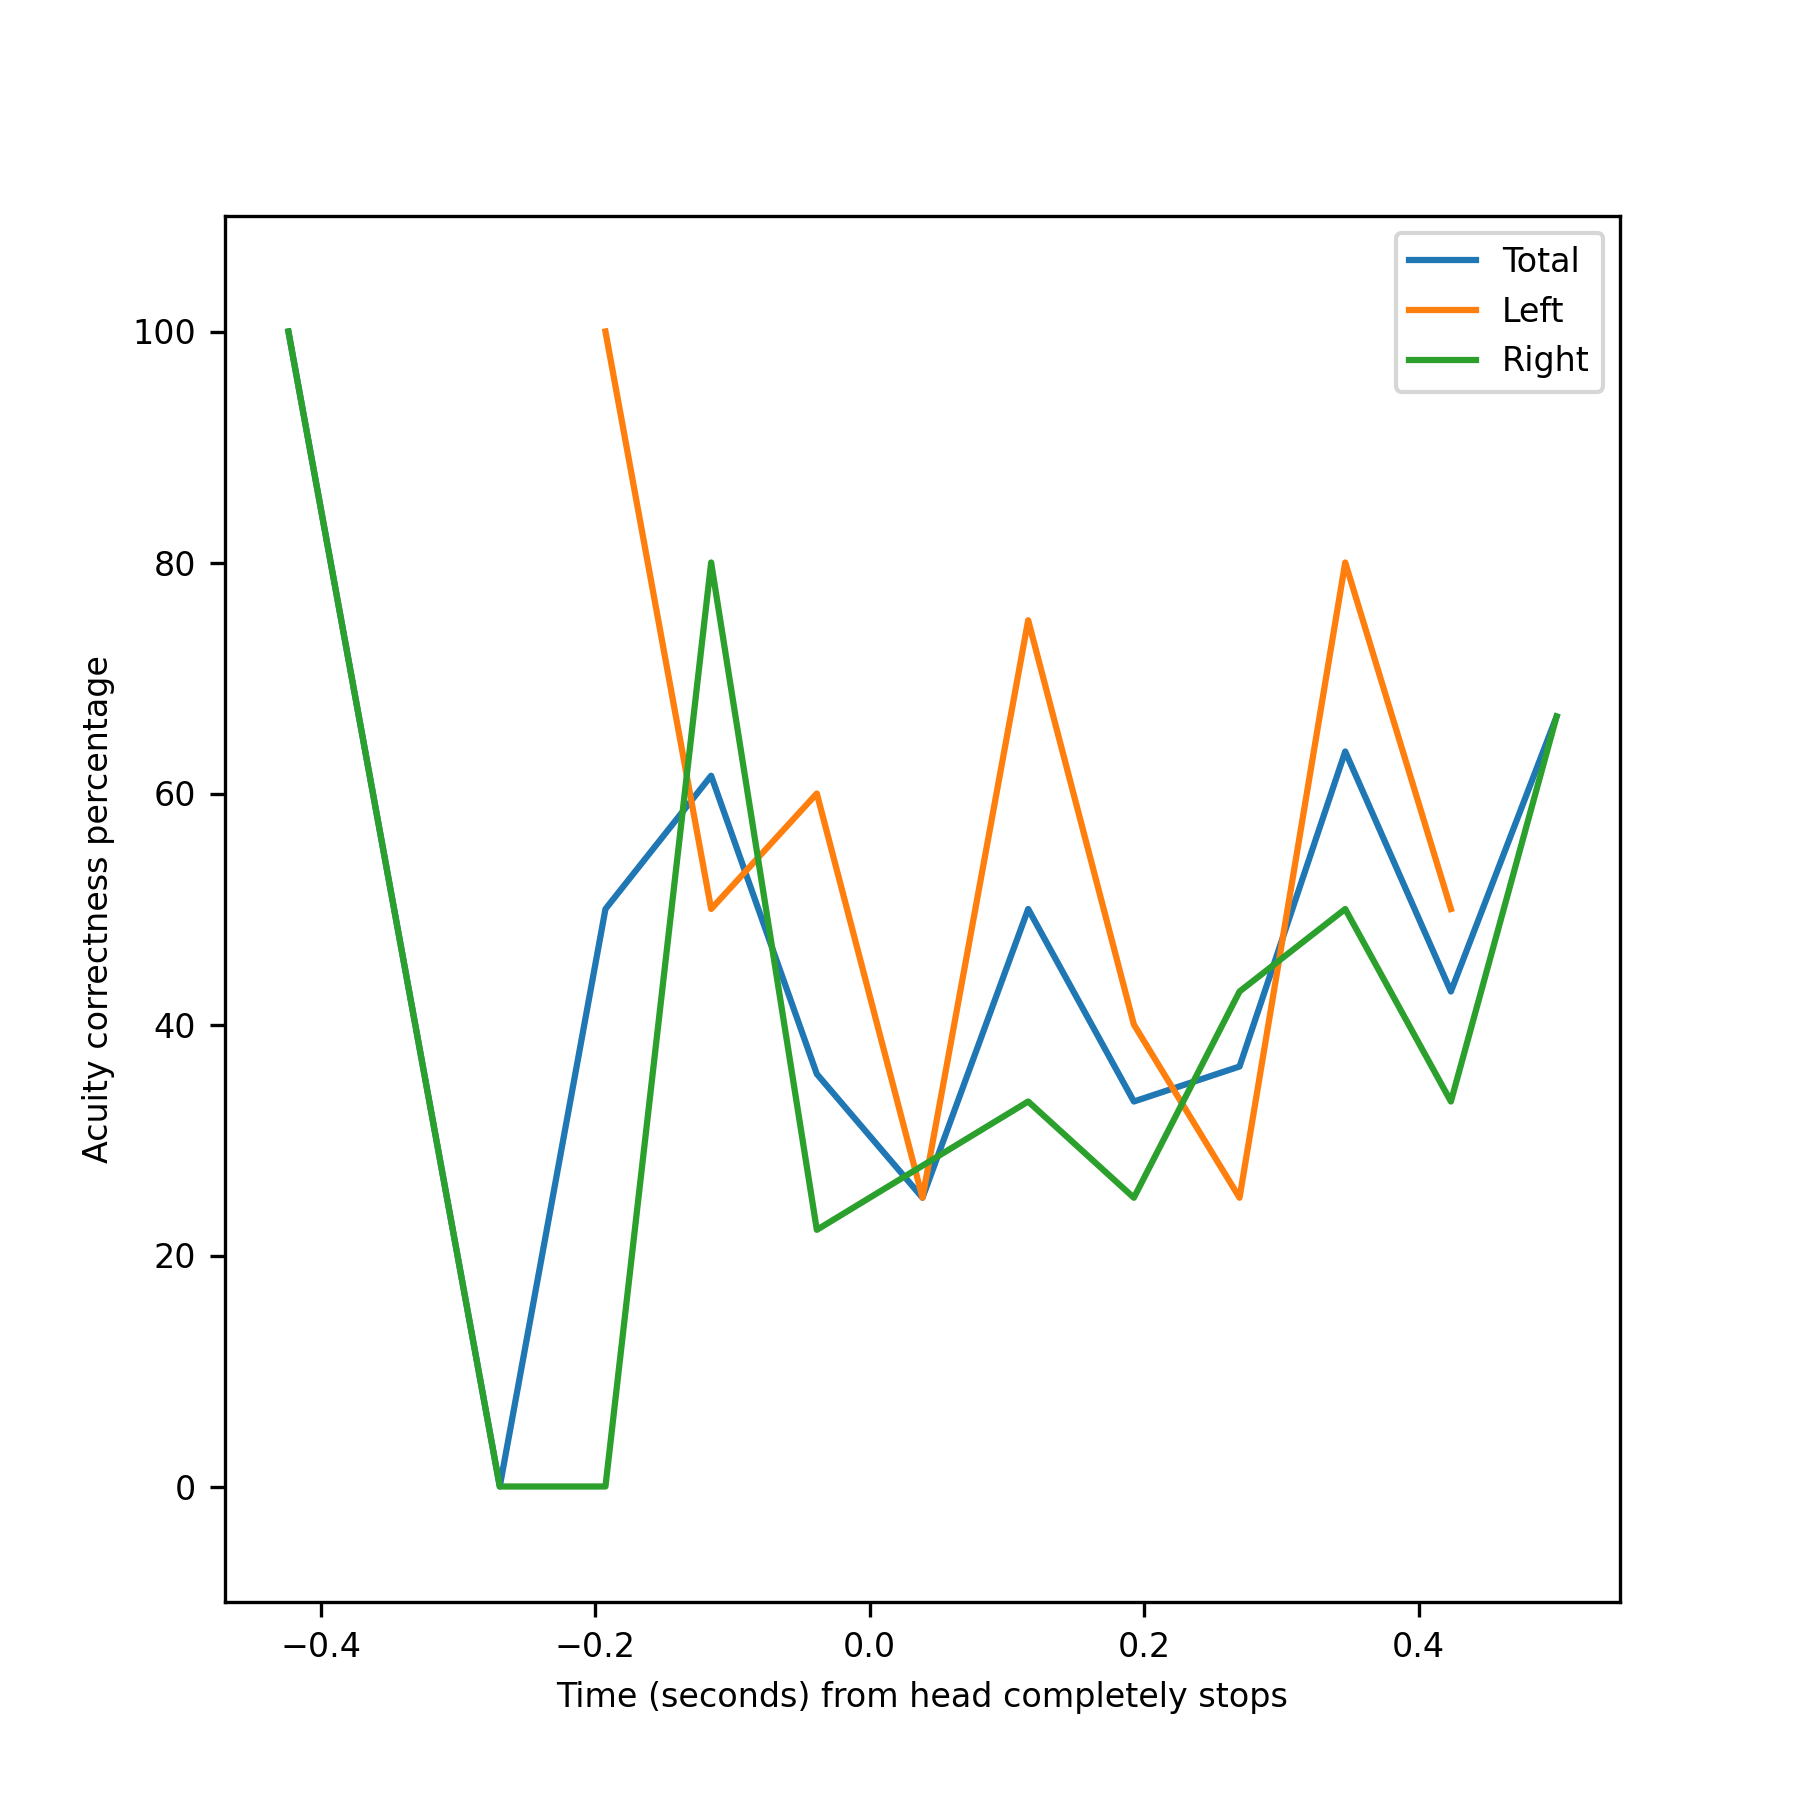 Total
Left
Right
100
80
60
40
20
0
Acuity correctness percentage
−0.4 −0.2 0.0 0.2 0.4
Time (seconds) from head completely stops